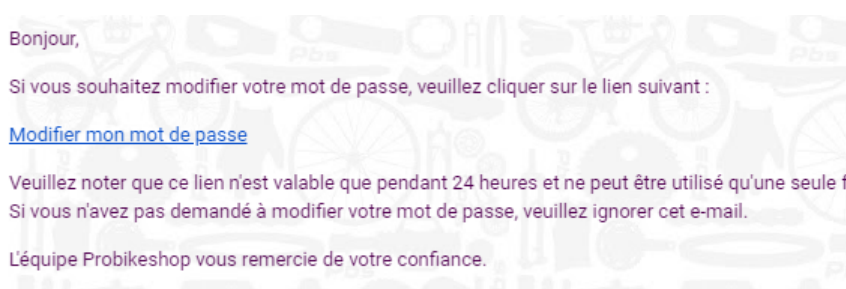 Bonjour,
Si vous souhaitez modifier votre mot de passe, veuillez cliquer sur le lien suivant :
Modifier mon mot de passe
Veuillez noter que ce lien n'est valable que pendant 24 heures et ne peut être utilisé qu'une seule f
Si vous n'avez pas demandé à modifier votre mot de passe, veuillez ignorer cet e-mail.
L'équipe Probikeshop vous remercie de votre confiance.